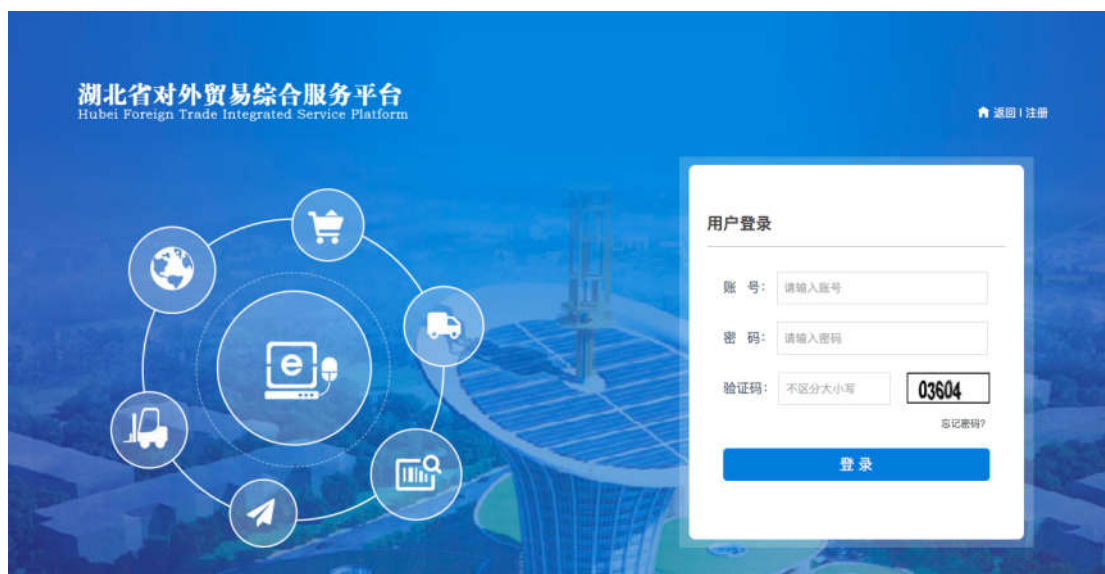 湖北省对外贸易综合服务平台
Hubei Foreign Trade Integrated Service Platform
返回 | 注册
用户登录
账 号： 请输入账号
密 码： 请输入密码
验证码： 不区分大小写 03604
忘记密码?
登 录
e